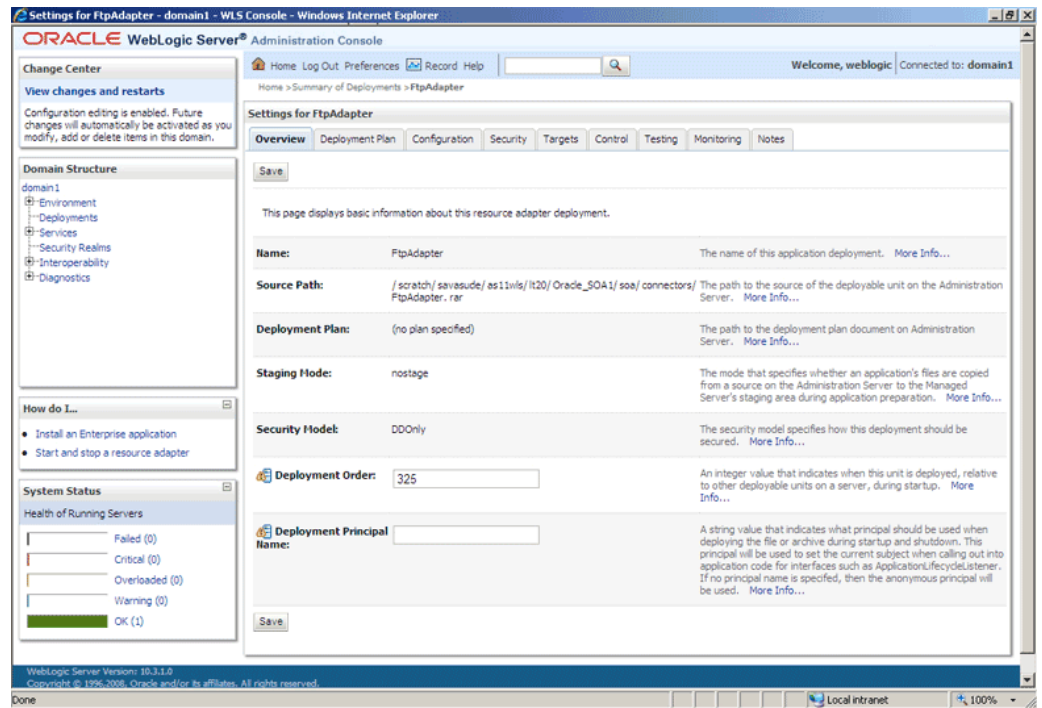 Settings for FtpAdapter - domain1 - WLS Console - Windows Internet Explorer
ORACLE WebLogic Server® Administration Console
Change Center
View changes and restarts
Configuration editing is enabled. Future
changes will automatically be activated as you
modify, add or delete items in this domain.
Domain Structure
domain1
Environment
Deployments
Services
Security Realms
Interoperability
Diagnostics
How do I...
Install an Enterprise application
Start and stop a resource adapter
System Status
Health of Running Servers
Failed (0)
Critical (0)
Overloaded (0)
Warning (0)
OK (1)
Home Log Out Preferences Record Help
Welcome, weblogic Connected to: domain1
Home >Summary of Deployments >FtpAdapter
Settings for FtpAdapter
Overview Deployment Plan Configuration Security Targets Control Testing Monitoring Notes
Save
This page displays basic information about this resource adapter deployment.
Name: FtpAdapter The name of this application deployment. More Info...
Source Path: /scratch/savasude/as11wls/lt20/Oracle_SOA1/soa/connectors/ The path to the source of the deployable unit on the Administration
FtpAdapter.rar Server. More Info...
Deployment Plan: (no plan specified) The path to the deployment plan document on Administration
Server. More Info...
Staging Mode: nostage The mode that specifies whether an application's files are copied
from a source on the Administration Server to the Managed
Server's staging area during application preparation. More Info...
Security Model: DDOnly The security model specifies how this deployment should be
secured. More Info...
Deployment Order: 325 An integer value that indicates when this unit is deployed, relative
to other deployable units on a server, during startup. More
Info...
Deployment Principal A string value that indicates what principal should be used when
Name: deploying the file or archive during startup and shutdown. This
principal will be used to set the current subject when calling out into
application code for interfaces such as ApplicationLifecycleListener.
If no principal name is specifed, then the anonymous principal will
be used. More Info...
Save
WebLogic Server Version: 10.3.1.0
Copyright © 1996,2008, Oracle and/or its affiliates. All rights reserved.
Done Local intranet 100%